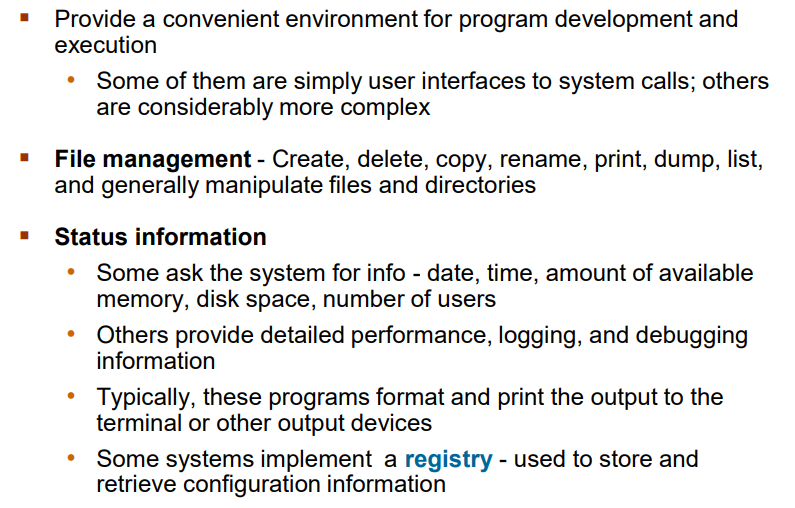 ▪ Provide a convenient environment for program development and
execution
• Some of them are simply user interfaces to system calls; others
are considerably more complex
▪ File management - Create, delete, copy, rename, print, dump, list,
and generally manipulate files and directories
▪ Status information
• Some ask the system for info - date, time, amount of available
memory, disk space, number of users
• Others provide detailed performance, logging, and debugging
information
• Typically, these programs format and print the output to the
terminal or other output devices
• Some systems implement  a registry - used to store and
retrieve configuration information